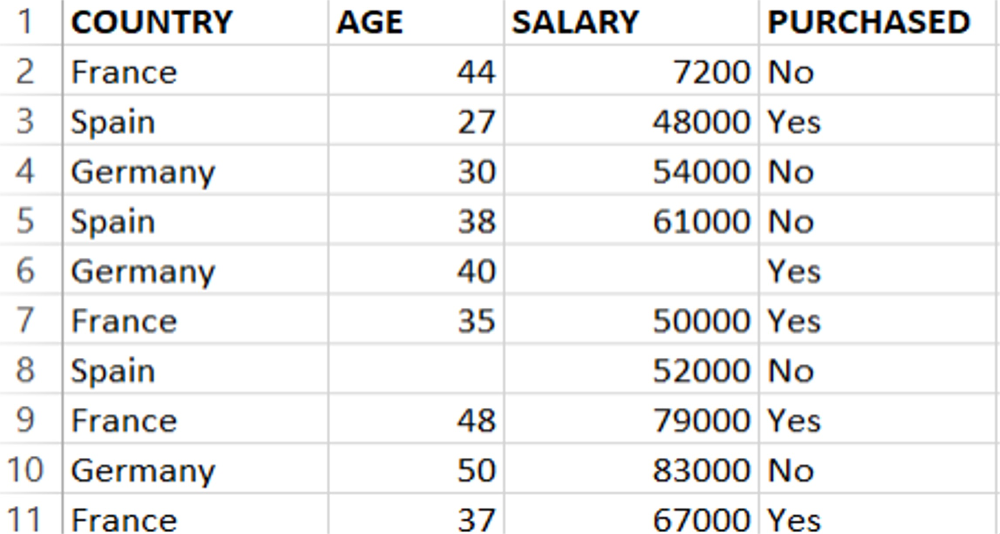 1 COUNTRY AGE SALARY PURCHASED
2 France 44 7200 No
3 Spain 27 48000 Yes
4 Germany 30 54000 No
5 Spain 38 61000 No
6 Germany 40 Yes
7 France 35 50000 Yes
8 Spain 52000 No
9 France 48 79000 Yes
10 Germany 50 83000 No
11 France 37 67000 Yes